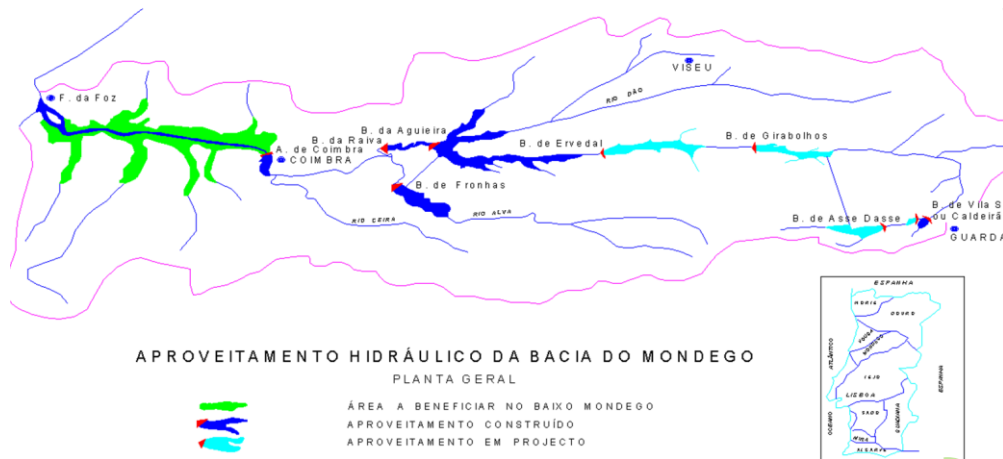 VISEU
RIO DÃO
F. da Foz
B. da Aguieira
B. da Raiva
A. de Coimbra
COIMBRA
B. de Ervedal
B. de Girabolhos
B. de Fronhas
RIO CEIRA
RIO ALVA
B. de Asse Dasse
B. de Vila S
ou Caldeirã
GUARDA
APROVEITAMENTO HIDRÁULICO DA BACIA DO MONDEGO
PLANTA GERAL
ÁREA A BENEFICIAR NO BAIXO MONDEGO
APROVEITAMENTO CONSTRUÍDO
APROVEITAMENTO EM PROJECTO
ESPANHA
DOURO
VOUGA
MONDEGO
ATLÂNTICO
TEJO
ESPANHA
LISBOA
SADO
GUADIANA
OCEANO
MIRA
ALGARVE